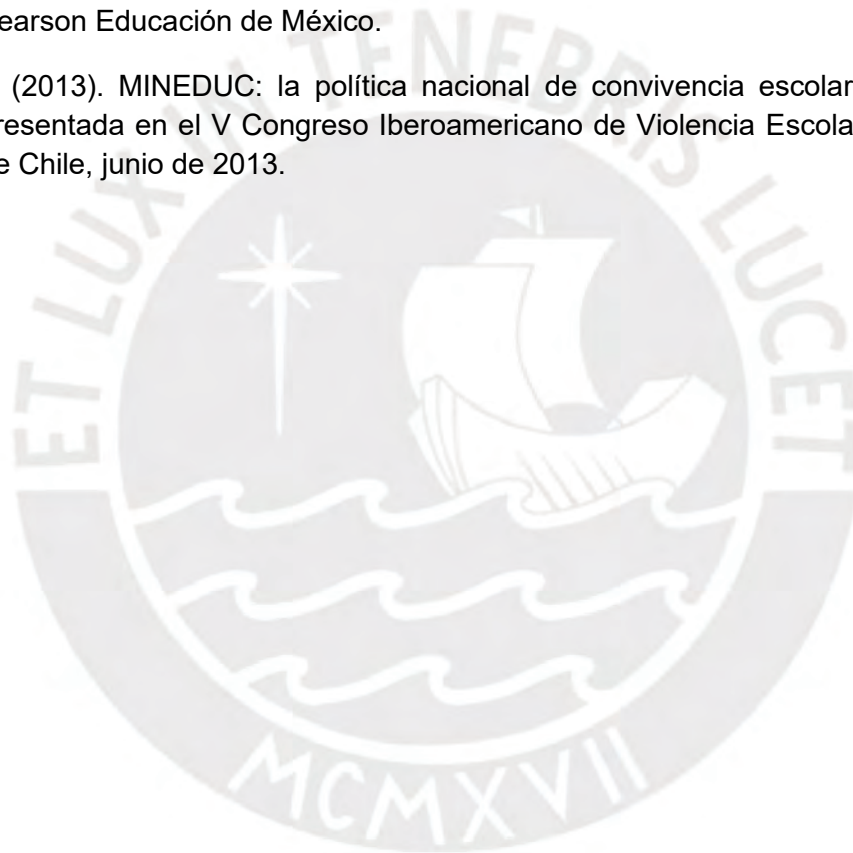 earson Educación de México.
(2013). MINEDUC: la política nacional de convivencia escolar
resentada en el V Congreso Iberoamericano de Violencia Escola
e Chile, junio de 2013.
ET LUX IN TENEBRIS LUCET
MCMXVII